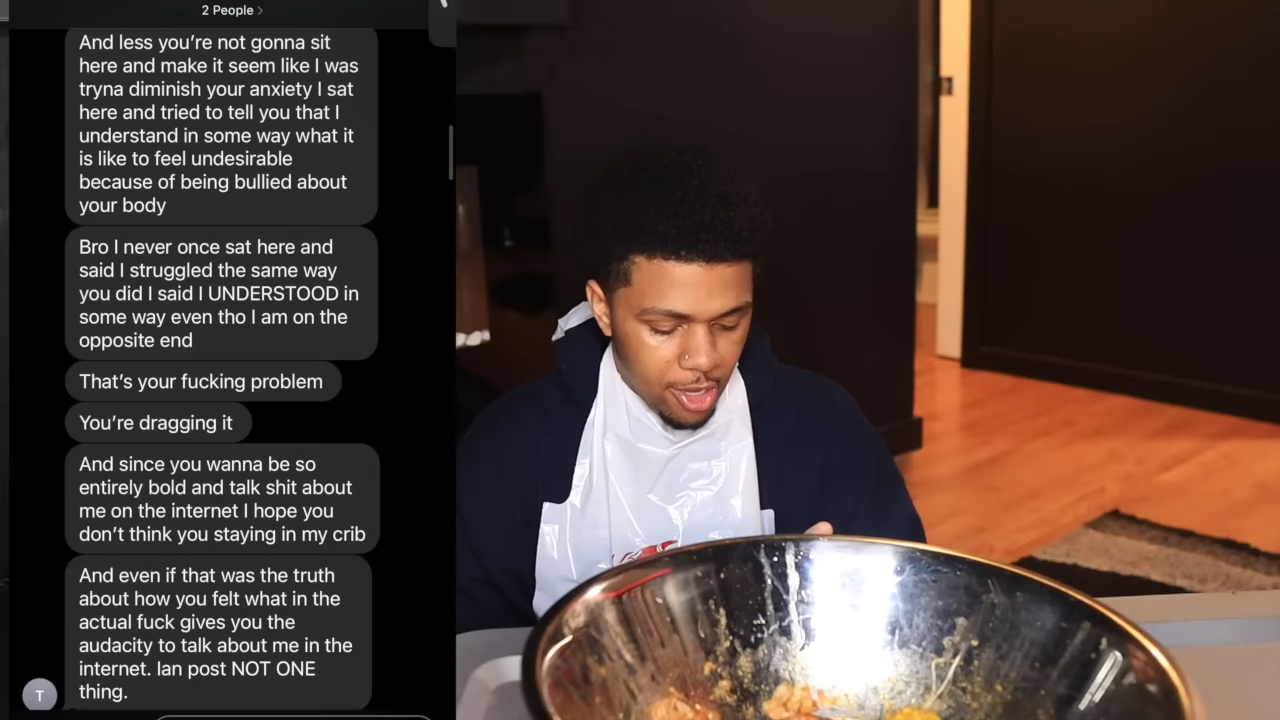 2 People >
And less you're not gonna sit
here and make it seem like I was
tryna diminish your anxiety I sat
here and tried to tell you that I
understand in some way what it
is like to feel undesirable
because of being bullied about
your body
Bro I never once sat here and
said I struggled the same way
you did I said I UNDERSTOOD in
some way even tho I am on the
opposite end
That's your fucking problem
You're dragging it
And since you wanna be so
entirely bold and talk shit about
me on the internet I hope you
don't think you staying in my crib
And even if that was the truth
about how you felt what in the
actual fuck gives you the
audacity to talk about me in the
internet. Ian post NOT ONE
thing.
T